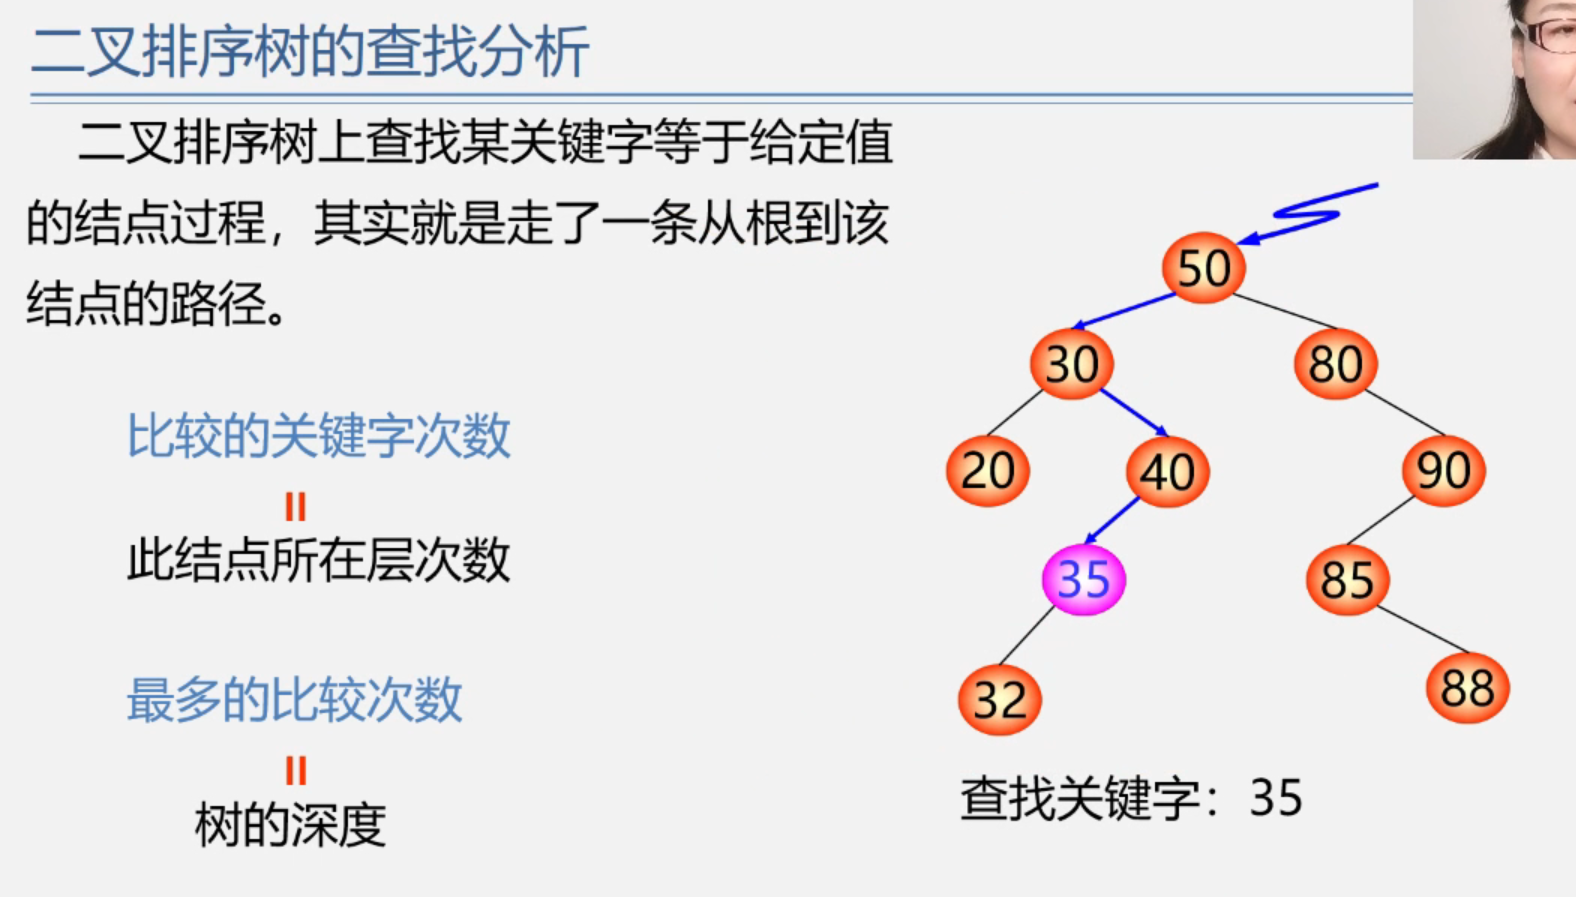 二叉排序树的查找分析
二叉排序树上查找某关键字等于给定值
的结点过程，其实就是走了一条从根到该
结点的路径。
比较的关键字次数
=
此结点所在层次数
最多的比较次数
=
树的深度
50
30 80
20 40 90
35 85
32 88
查找关键字：35